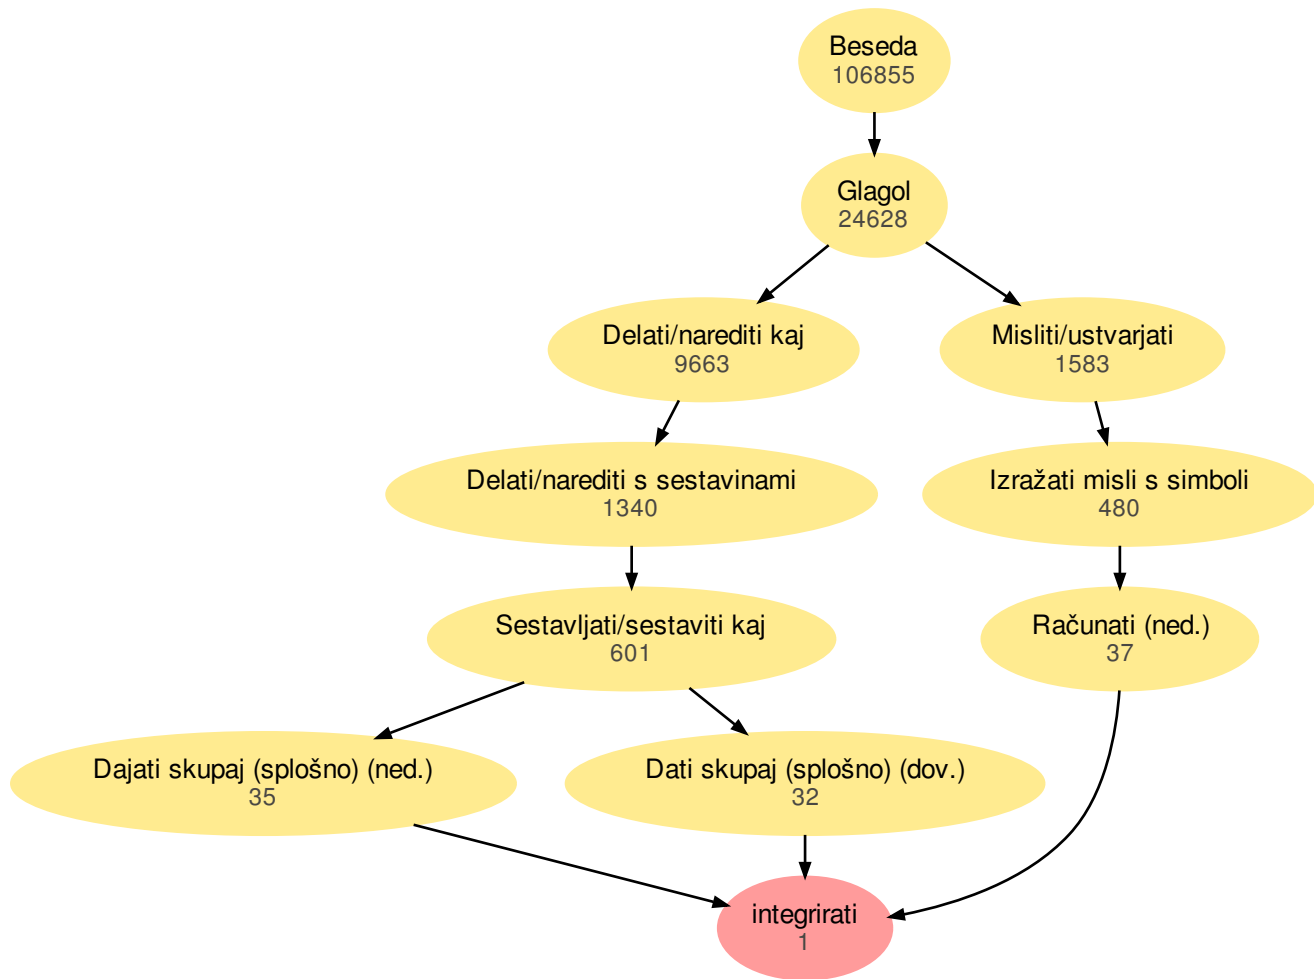 Beseda
106855
Glagol
24628
Delati/narediti kaj
9663
Misliti/ustvarjati
1583
Delati/narediti s sestavinami
1340
Izražati misli s simboli
480
Sestavljati/sestaviti kaj
601
Računati (ned.)
37
Dajati skupaj (splošno) (ned.)
35
Dati skupaj (splošno) (dov.)
32
integrirati
1